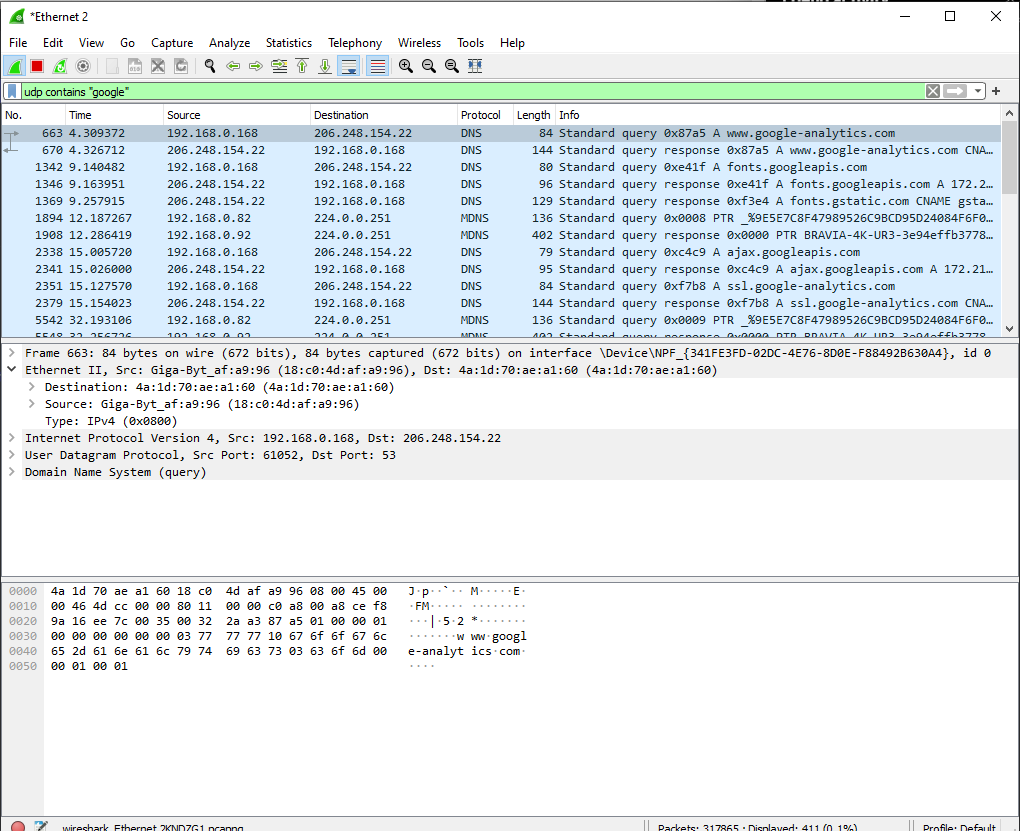 *Ethernet 2
File Edit View Go Capture Analyze Statistics Telephony Wireless Tools Help
udp contains "google"
No. Time Source Destination Protocol Length Info
663 4.309372 192.168.0.168 206.248.154.22 DNS 84 Standard query 0x87a5 A www.google-analytics.com
670 4.326712 206.248.154.22 192.168.0.168 DNS 144 Standard query response 0x87a5 A www.google-analytics.com CNA…
1342 9.140482 192.168.0.168 206.248.154.22 DNS 80 Standard query 0xe41f A fonts.googleapis.com
1346 9.163951 206.248.154.22 192.168.0.168 DNS 96 Standard query response 0xe41f A fonts.googleapis.com A 172.2…
1369 9.257915 206.248.154.22 192.168.0.168 DNS 129 Standard query response 0xf3e4 A fonts.gstatic.com CNAME gsta…
1894 12.187267 192.168.0.82 224.0.0.251 MDNS 136 Standard query 0x0008 PTR _%9E5E7C8F47989526C9BCD95D24084F6F0…
1908 12.286419 192.168.0.92 224.0.0.251 MDNS 402 Standard query response 0x0000 PTR BRAVIA-4K-UR3-3e94effb3778…
2338 15.005720 192.168.0.168 206.248.154.22 DNS 79 Standard query 0xc4c9 A ajax.googleapis.com
2341 15.026000 206.248.154.22 192.168.0.168 DNS 95 Standard query response 0xc4c9 A ajax.googleapis.com A 172.21…
2351 15.127570 192.168.0.168 206.248.154.22 DNS 84 Standard query 0xf7b8 A ssl.google-analytics.com
2379 15.154023 206.248.154.22 192.168.0.168 DNS 144 Standard query response 0xf7b8 A ssl.google-analytics.com CNA…
5542 32.193106 192.168.0.82 224.0.0.251 MDNS 136 Standard query 0x0009 PTR _%9E5E7C8F47989526C9BCD95D24084F6F0…
5548 32.256726 192.168.0.92 224.0.0.251 MDNS 402 Standard query response 0x0000 PTR BRAVIA-4K-UR3-3e94effb3778…
Frame 663: 84 bytes on wire (672 bits), 84 bytes captured (672 bits) on interface \Device\NPF_{341FE3FD-02DC-4E76-8D0E-F88492B630A4}, id 0
Ethernet II, Src: Giga-Byt_af:a9:96 (18:c0:4d:af:a9:96), Dst: 4a:1d:70:ae:a1:60 (4a:1d:70:ae:a1:60)
Destination: 4a:1d:70:ae:a1:60 (4a:1d:70:ae:a1:60)
Source: Giga-Byt_af:a9:96 (18:c0:4d:af:a9:96)
Type: IPv4 (0x0800)
Internet Protocol Version 4, Src: 192.168.0.168, Dst: 206.248.154.22
User Datagram Protocol, Src Port: 61052, Dst Port: 53
Domain Name System (query)
0000 4a 1d 70 ae a1 60 18 c0 4d af a9 96 08 00 45 00 J·p··`·· M·····E·
0010 00 46 4d cc 00 00 80 11 00 00 c0 a8 00 a8 ce f8 ·FM····· ········
0020 9a 16 ee 7c 00 35 00 32 2a a3 87 a5 01 00 00 01 ···|·5·2 *·······
0030 00 00 00 00 00 00 03 77 77 77 10 67 6f 6f 67 6c ·······w ww·googl
0040 65 2d 61 6e 61 6c 79 74 69 63 73 03 63 6f 6d 00 e-analyt ics·com·
0050 00 01 00 01 ····
wireshark_Ethernet 2KNDZG1.pcapng Packets: 317865 · Displayed: 411 (0.1%) Profile: Default